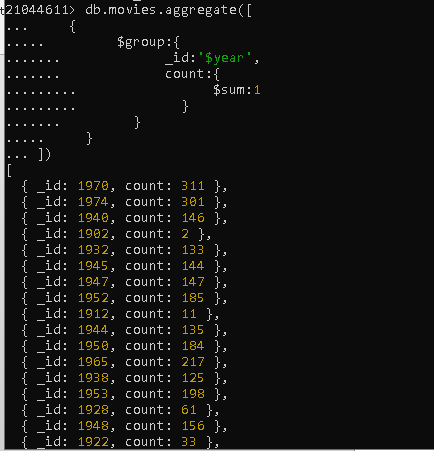 21044611> db.movies.aggregate([
...      {
.....          $group:{
.......              _id:'$year',
.......              count:{
.........                  $sum:1
.........              }
.......        }
.....    }
... ])
[
  { _id: 1970, count: 311 },
  { _id: 1974, count: 301 },
  { _id: 1940, count: 146 },
  { _id: 1902, count: 2 },
  { _id: 1932, count: 133 },
  { _id: 1945, count: 144 },
  { _id: 1947, count: 147 },
  { _id: 1952, count: 185 },
  { _id: 1912, count: 11 },
  { _id: 1944, count: 135 },
  { _id: 1950, count: 184 },
  { _id: 1965, count: 217 },
  { _id: 1938, count: 125 },
  { _id: 1953, count: 198 },
  { _id: 1928, count: 61 },
  { _id: 1948, count: 156 },
  { _id: 1922, count: 33 },